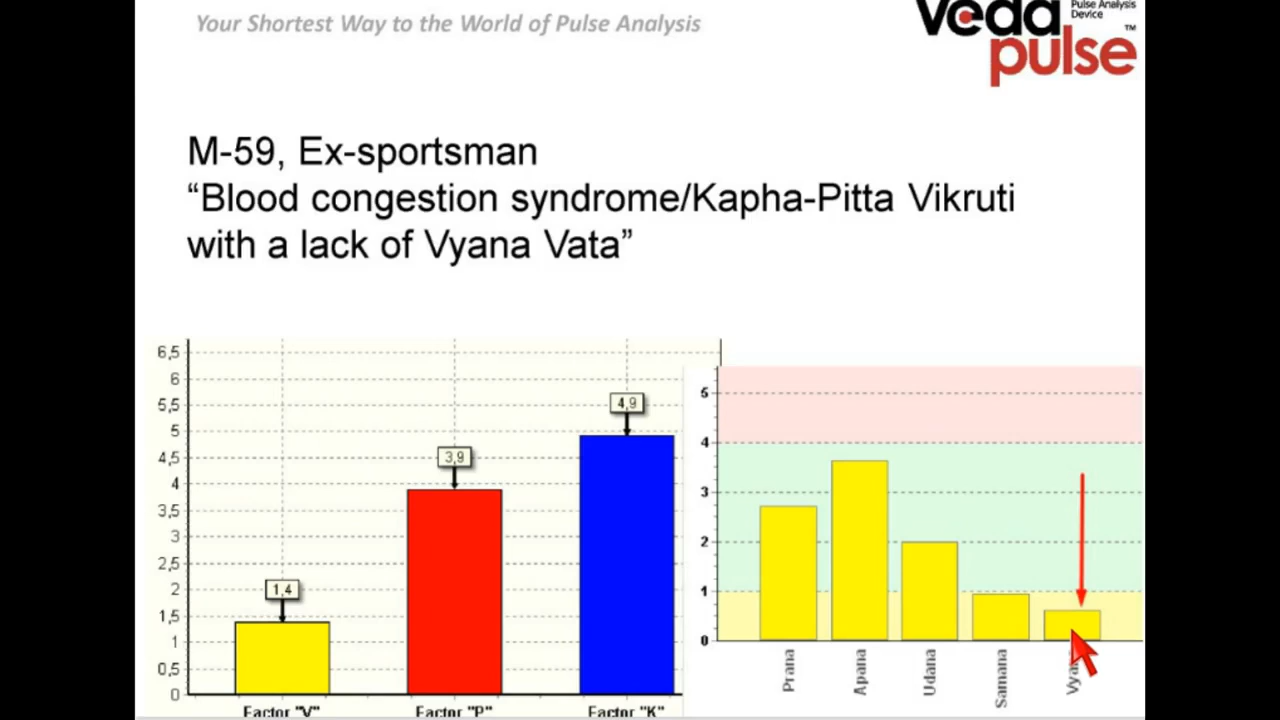 Your Shortest Way to the World of Pulse Analysis
Veda
Pulse Analysis
Device
pulse™
M-59, Ex-sportsman
“Blood congestion syndrome/Kapha-Pitta Vikruti
with a lack of Vyana Vata”
6,5
6
5,5
5
4,5
4
3,5
3
2,5
2
1,5
1
0,5
0
1,4
3,9
4,9
Factor "V"
Factor "P"
Factor "K"
5
4
3
2
1
0
Prana
Apana
Udana
Samana